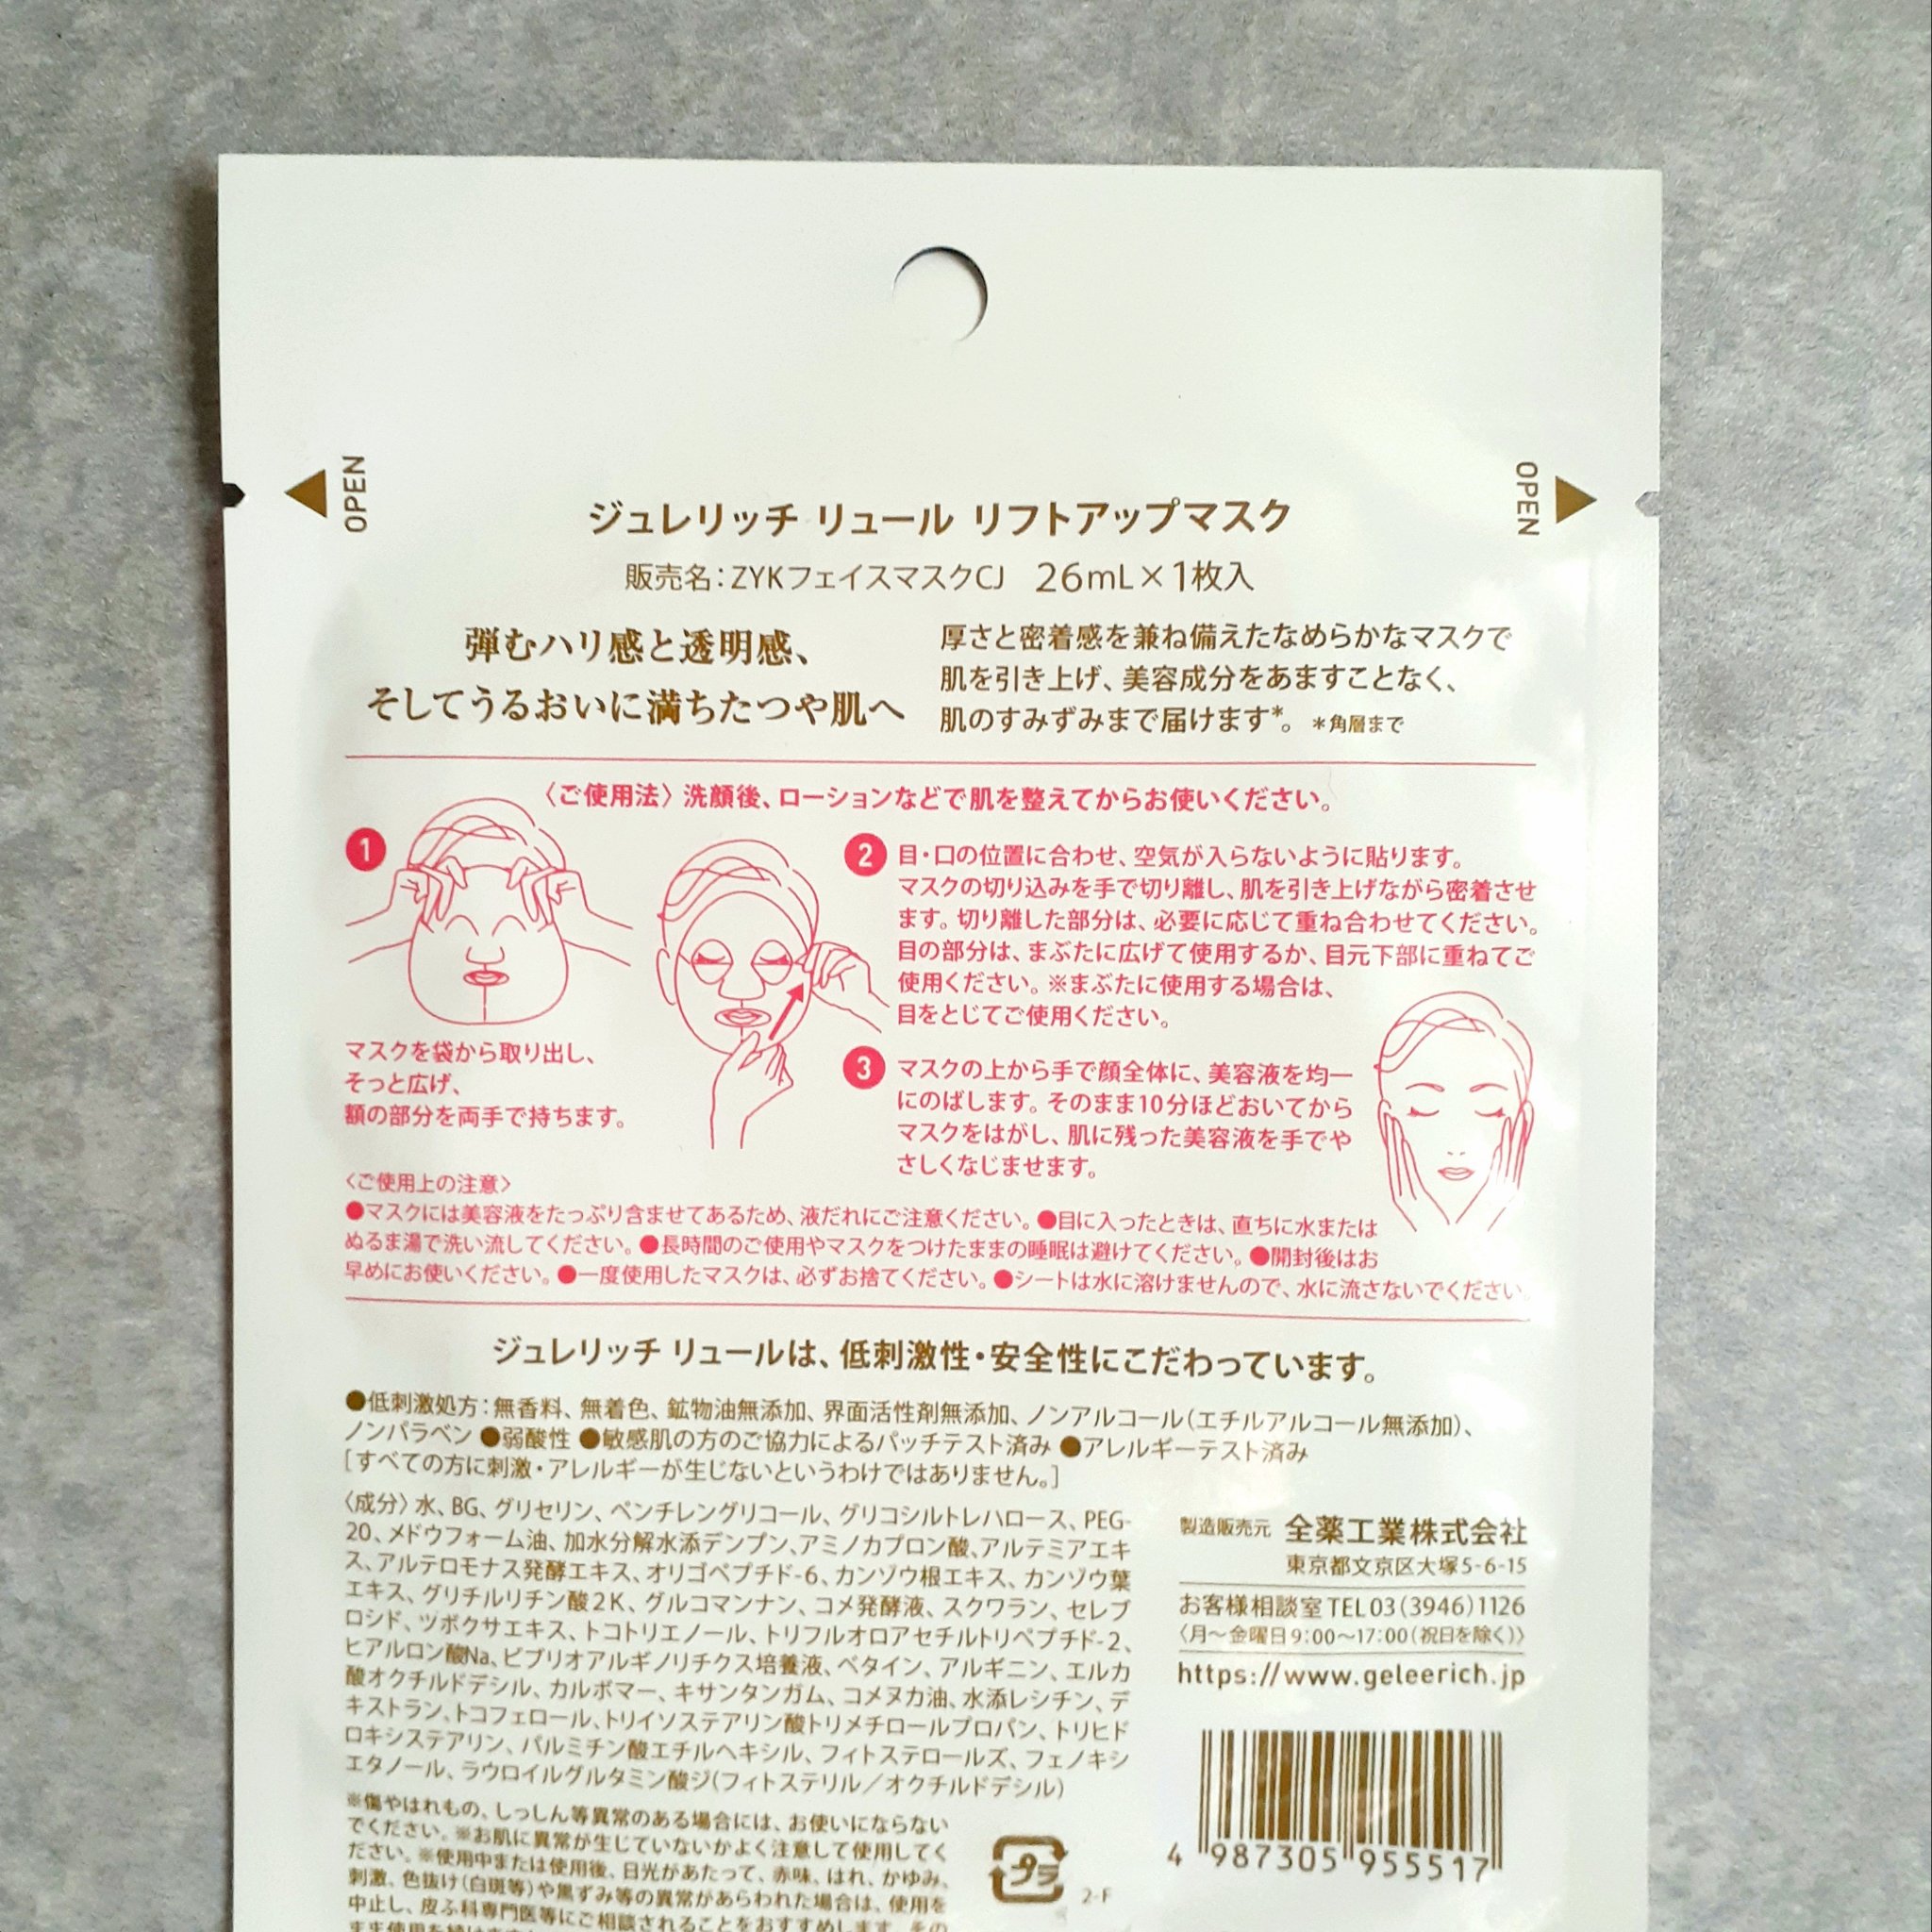 OPEN
OPEN
ジュレリッチ リュール リフトアップマスク
販売名：ZYKフェイスマスクCJ 26mL×1枚入
弾むハリ感と透明感、
そしてうるおいに満ちたつや肌へ
厚さと密着感を兼ね備えたなめらかなマスクで
肌を引き上げ、美容成分をあますことなく、
肌のすみずみまで届けます*。 *角層まで
〈ご使用法〉洗顔後、ローションなどで肌を整えてからお使いください。
1
マスクを袋から取り出し、
そっと広げ、
額の部分を両手で持ちます。
2 目・口の位置に合わせ、空気が入らないように貼ります。
マスクの切り込みを手で切り離し、肌を引き上げながら密着させ
ます。切り離した部分は、必要に応じて重ね合わせてください。
目の部分は、まぶたに広げて使用するか、目元下部に重ねてご
使用ください。※まぶたに使用する場合は、
目をとじてご使用ください。
3 マスクの上から手で顔全体に、美容液を均一
にのばします。そのまま10分ほどおいてから
マスクをはがし、肌に残った美容液を手でや
さしくなじませます。
〈ご使用上の注意〉
●マスクには美容液をたっぷり含ませてあるため、液だれにご注意ください。●目に入ったときは、直ちに水または
ぬるま湯で洗い流してください。●長時間のご使用やマスクをつけたままの睡眠は避けてください。●開封後はお
早めにお使いください。●一度使用したマスクは、必ずお捨てください。●シートは水に溶けませんので、水に流さないでください。
ジュレリッチ リュールは、低刺激性・安全性にこだわっています。
●低刺激処方：無香料、無着色、鉱物油無添加、界面活性剤無添加、ノンアルコール（エチルアルコール無添加）、
ノンパラベン ●弱酸性 ●敏感肌の方のご協力によるパッチテスト済み ●アレルギーテスト済み
［すべての方に刺激・アレルギーが生じないというわけではありません。］
〈成分〉水、BG、グリセリン、ペンチレングリコール、グリコシルトレハロース、PEG-
20、メドウフォーム油、加水分解水添デンプン、アミノカプロン酸、アルテミアエキ
ス、アルテロモナス発酵エキス、オリゴペプチド-6、カンゾウ根エキス、カンゾウ葉
エキス、グリチルリチン酸2K、グルコマンナン、コメ発酵液、スクワラン、セレブ
ロシド、ツボクサエキス、トコトリエノール、トリフルオロアセチルトリペプチド-2、
ヒアルロン酸Na、ビブリオアルギノリチクス培養液、ベタイン、アルギニン、エルカ
酸オクチルドデシル、カルボマー、キサンタンガム、コメヌカ油、水添レシチン、デ
キストラン、トコフェロール、トリイソステアリン酸トリメチロールプロパン、トリヒド
ロキシステアリン、パルミチン酸エチルヘキシル、フィトステロールズ、フェノキシ
エタノール、ラウロイルグルタミン酸ジ（フィトステリル／オクチルドデシル）
※傷やはれもの、しっしん等異常のある場合には、お使いにならない
でください。※お肌に異常が生じていないかよく注意して使用してく
ださい。※使用中または使用後、日光があたって、赤味、はれ、かゆみ、
刺激、色抜け（白斑等）や黒ずみ等の異常があらわれた場合は、使用を
中止し、皮ふ科専門医等にご相談されることをおすすめします。その
製造販売元 全薬工業株式会社
東京都文京区大塚5-6-15
お客様相談室 TEL03(3946)1126
〈月～金曜日9:00～17:00（祝日を除く）〉
https://www.geleerich.jp
プラ
2-F
4 987305 955517